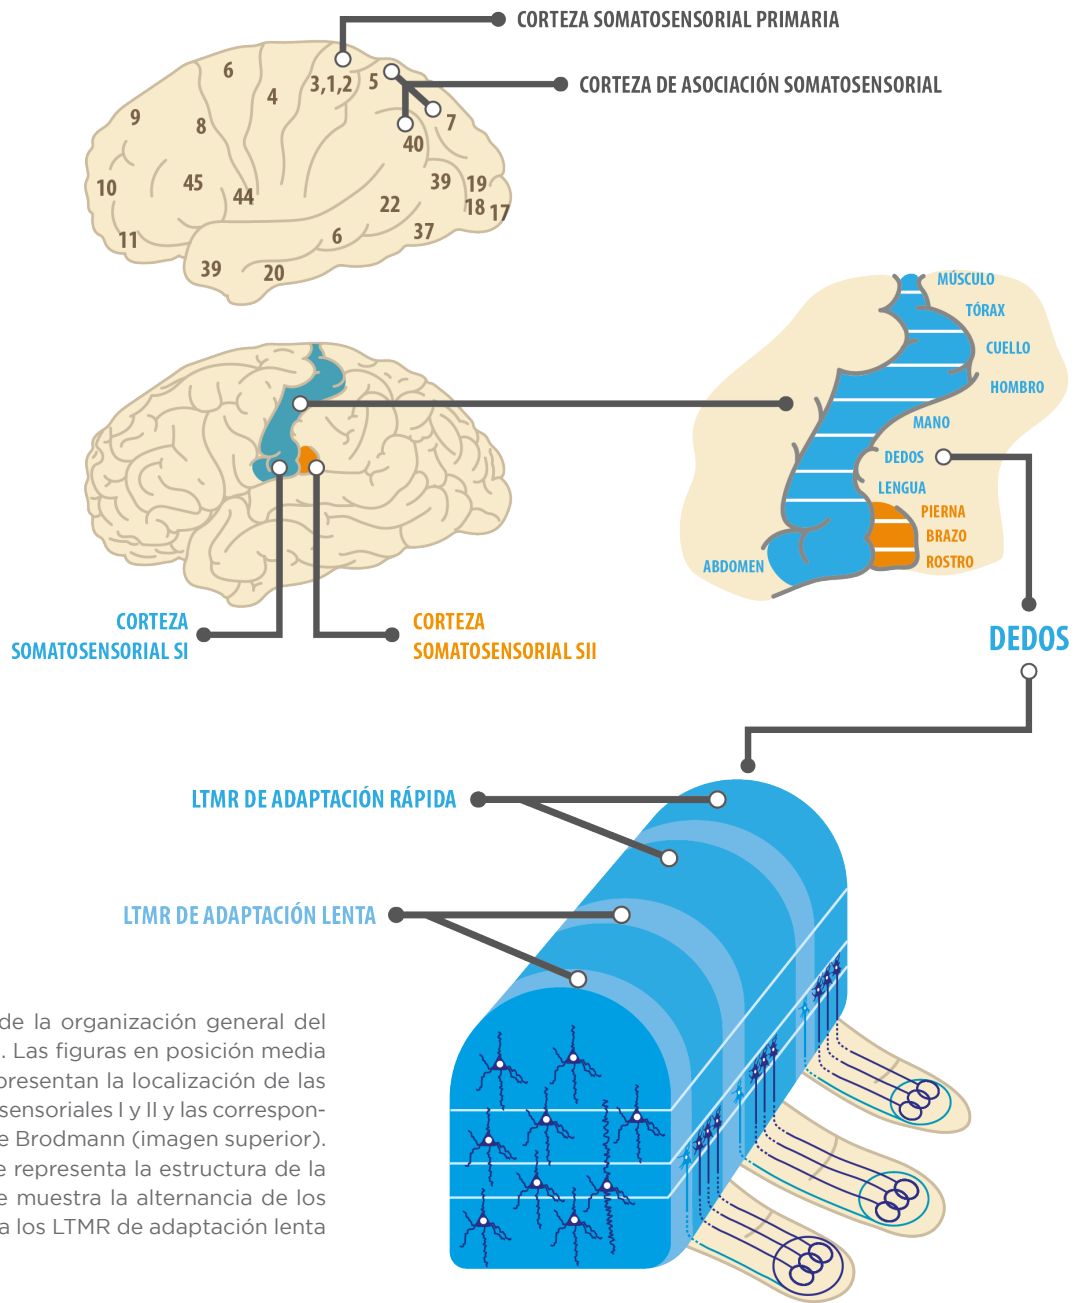 CORTEZA SOMATOSENSORIAL PRIMARIA
CORTEZA DE ASOCIACIÓN SOMATOSENSORIAL
6
4
3,1,2
5
9
8
7
40
10
45
44
39
19
22
18
17
11
6
37
39
20
MÚSCULO
TÓRAX
CUELLO
HOMBRO
MANO
DEDOS
LENGUA
PIERNA
BRAZO
ROSTRO
ABDOMEN
CORTEZA
SOMATOSENSORIAL SI
CORTEZA
SOMATOSENSORIAL SII
DEDOS
LTMR DE ADAPTACIÓN RÁPIDA
LTMR DE ADAPTACIÓN LENTA
de la organización general del
. Las figuras en posición media
presentan la localización de las
sensoriales I y II y las correspon-
e Brodmann (imagen superior).
e representa la estructura de la
e muestra la alternancia de los
a los LTMR de adaptación lenta